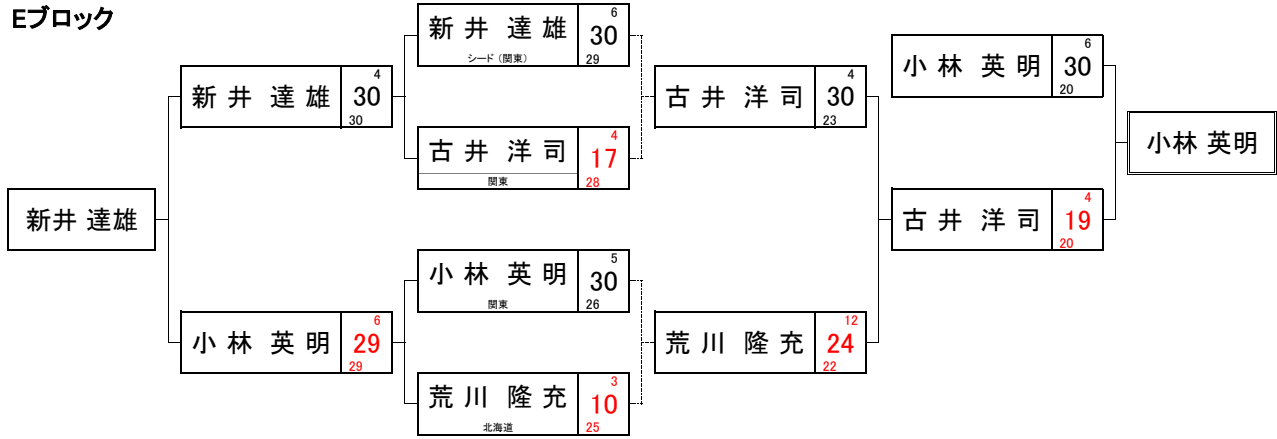 Eブロック
新井 達雄
新井 達雄
4
30
30
小林 英明
6
29
29
新井 達雄
シード（関東）
6
30
29
古井 洋司
関東
4
17
28
小林 英明
関東
5
30
26
荒川 隆充
北海道
3
10
25
古井 洋司
4
30
23
荒川 隆充
12
24
22
小林 英明
6
30
20
古井 洋司
4
19
20
小林 英明